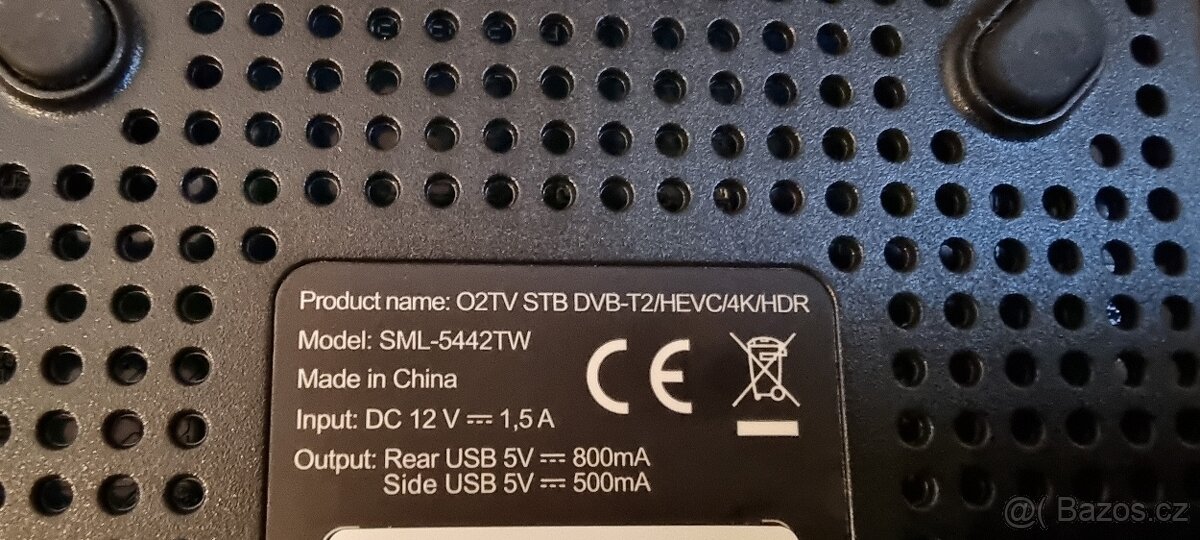 Product name: O2TV STB DVB-T2/HEVC/4K/HDR
Model: SML-5442TW
Made in China
Input: DC 12 V ⎓ 1,5 A
Output: Rear USB 5V ⎓ 800mA
Side USB 5V ⎓ 500mA
CE
@( Bazos.cz